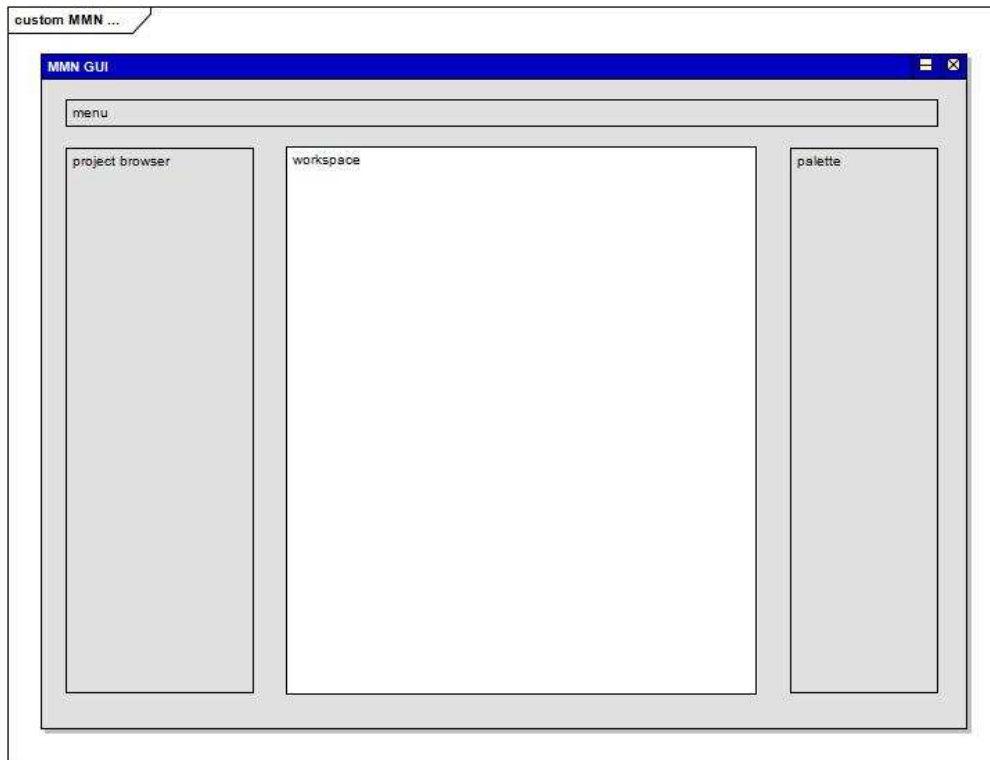 custom MMN ...
MMN GUI
menu
project browser
workspace
palette